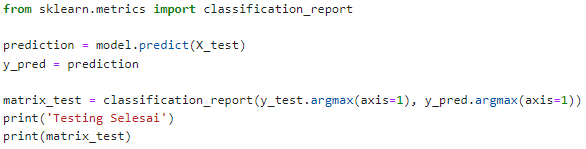 from sklearn.metrics import classification_report
prediction = model.predict(X_test)
y_pred = prediction
matrix_test = classification_report(y_test.argmax(axis=1), y_pred.argmax(axis=1))
print('Testing Selesai')
print(matrix_test)